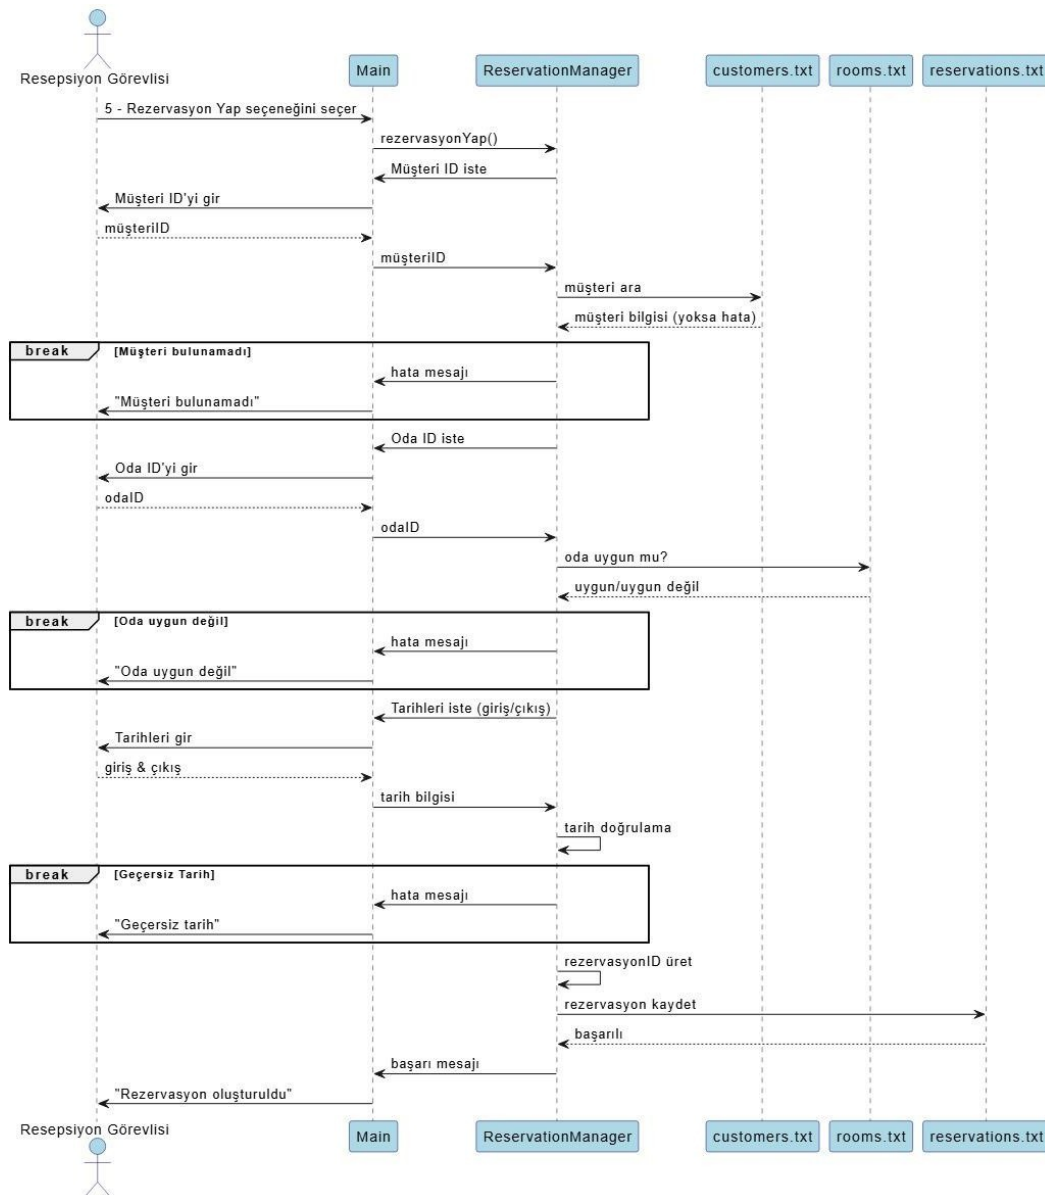 Resepsiyon Görevlisi
Main
ReservationManager
customers.txt
rooms.txt
reservations.txt
5 - Rezervasyon Yap seçeneğini seçer
rezervasyonYap()
Müşteri ID iste
Müşteri ID'yi gir
müşteriID
müşteriID
müşteri ara
müşteri bilgisi (yoksa hata)
break [Müşteri bulunamadı]
hata mesajı
"Müşteri bulunamadı"
Oda ID iste
Oda ID'yi gir
odaID
odaID
oda uygun mu?
uygun/uygun değil
break [Oda uygun değil]
hata mesajı
"Oda uygun değil"
Tarihleri iste (giriş/çıkış)
Tarihleri gir
giriş & çıkış
tarih bilgisi
tarih doğrulama
break [Geçersiz Tarih]
hata mesajı
"Geçersiz tarih"
rezervasyonID üret
rezervasyon kaydet
başarılı
başarı mesajı
"Rezervasyon oluşturuldu"
Resepsiyon Görevlisi
Main
ReservationManager
customers.txt
rooms.txt
reservations.txt